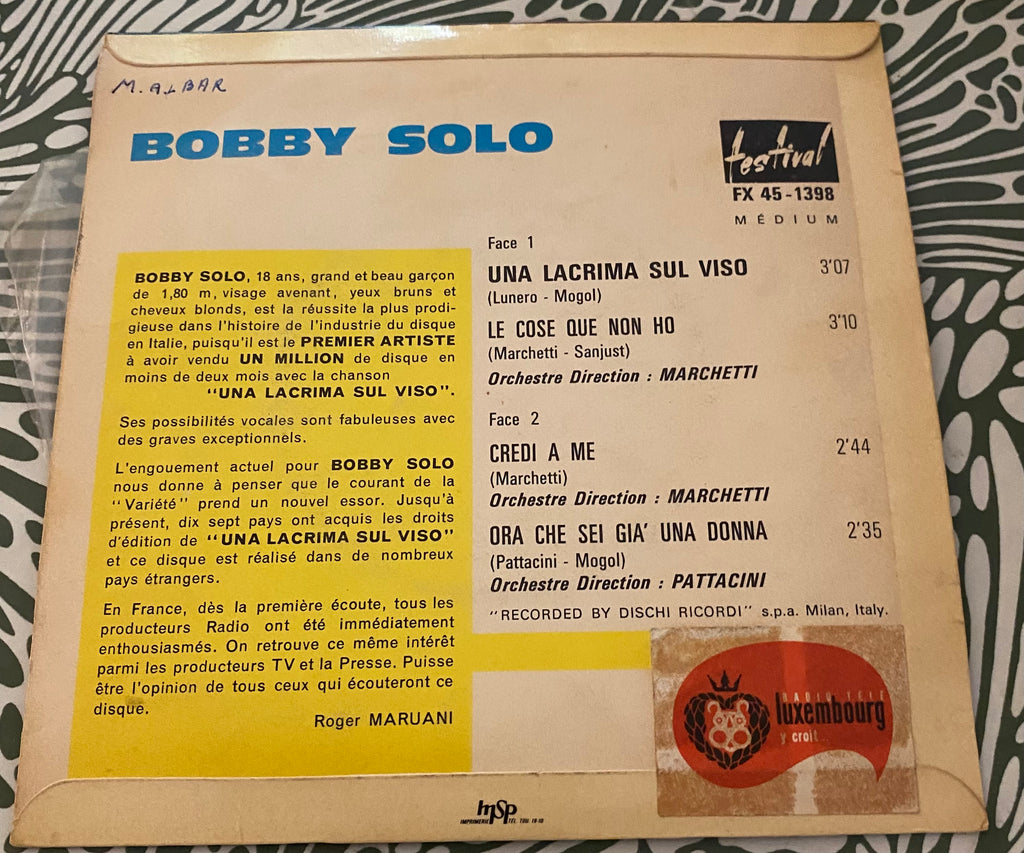 M. ALBAR
BOBBY SOLO
festival
FX 45-1398
MÉDIUM
BOBBY SOLO, 18 ans, grand et beau garçon
de 1,80 m, visage avenant, yeux bruns et
cheveux blonds, est la réussite la plus prodi-
gieuse dans l'histoire de l'industrie du disque
en Italie, puisqu'il est le PREMIER ARTISTE
à avoir vendu UN MILLION de disque en
moins de deux mois avec la chanson
"UNA LACRIMA SUL VISO".
Ses possibilités vocales sont fabuleuses avec
des graves exceptionnels.
L'engouement actuel pour BOBBY SOLO
nous donne à penser que le courant de la
"Variété" prend un nouvel essor. Jusqu'à
présent, dix sept pays ont acquis les droits
d'édition de "UNA LACRIMA SUL VISO"
et ce disque est réalisé dans de nombreux
pays étrangers.
En France, dès la première écoute, tous les
producteurs Radio ont été immédiatement
enthousiasmés. On retrouve ce même intérêt
parmi les producteurs TV et la Presse. Puisse
être l'opinion de tous ceux qui écouteront ce
disque.
Roger MARUANI
Face 1
UNA LACRIMA SUL VISO 3'07
(Lunero - Mogol)
LE COSE QUE NON HO 3'10
(Marchetti - Sanjust)
Orchestre Direction : MARCHETTI
Face 2
CREDI A ME 2'44
(Marchetti)
Orchestre Direction : MARCHETTI
ORA CHE SEI GIA' UNA DONNA 2'35
(Pattacini - Mogol)
Orchestre Direction : PATTACINI
"RECORDED BY DISCHI RICORDI" s.p.a. Milan, Italy.
RADIO TELE
luxembourg
y croit...
imsp
IMPRIMERIE TÉL. TOU. 18-10